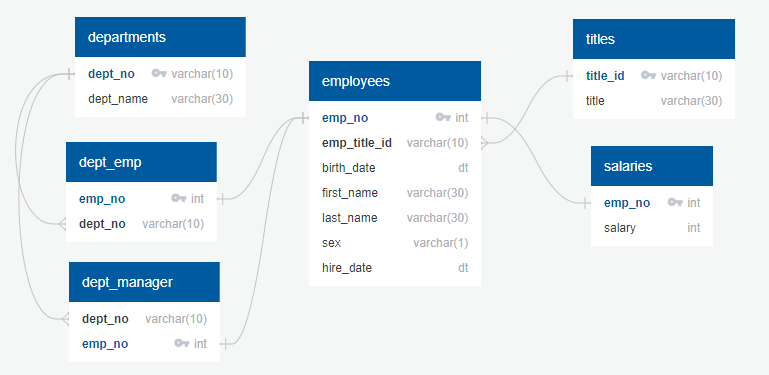 departments
dept_no varchar(10)
dept_name varchar(30)
dept_emp
emp_no int
dept_no varchar(10)
dept_manager
dept_no varchar(10)
emp_no int
employees
emp_no int
emp_title_id varchar(10)
birth_date dt
first_name varchar(30)
last_name varchar(30)
sex varchar(1)
hire_date dt
titles
title_id varchar(10)
title varchar(30)
salaries
emp_no int
salary int